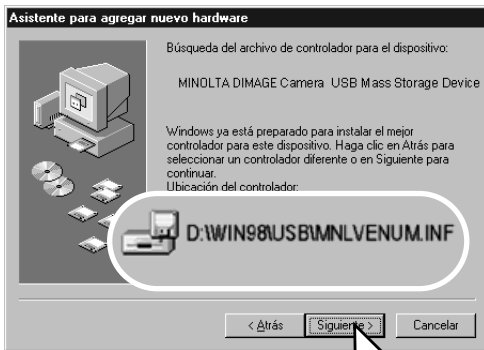 Asistente para agregar nuevo hardware
Búsqueda del archivo de controlador para el dispositivo:
MINOLTA DIMAGE Camera USB Mass Storage Device
Windows ya está preparado para instalar el mejor
controlador para este dispositivo. Haga clic en Atrás para
seleccionar un controlador diferente o en Siguiente para
continuar.
Ubicación del controlador:
D:\WIN98\USB\MNLVENUM.INF
< Atrás
Siguiente >
Cancelar